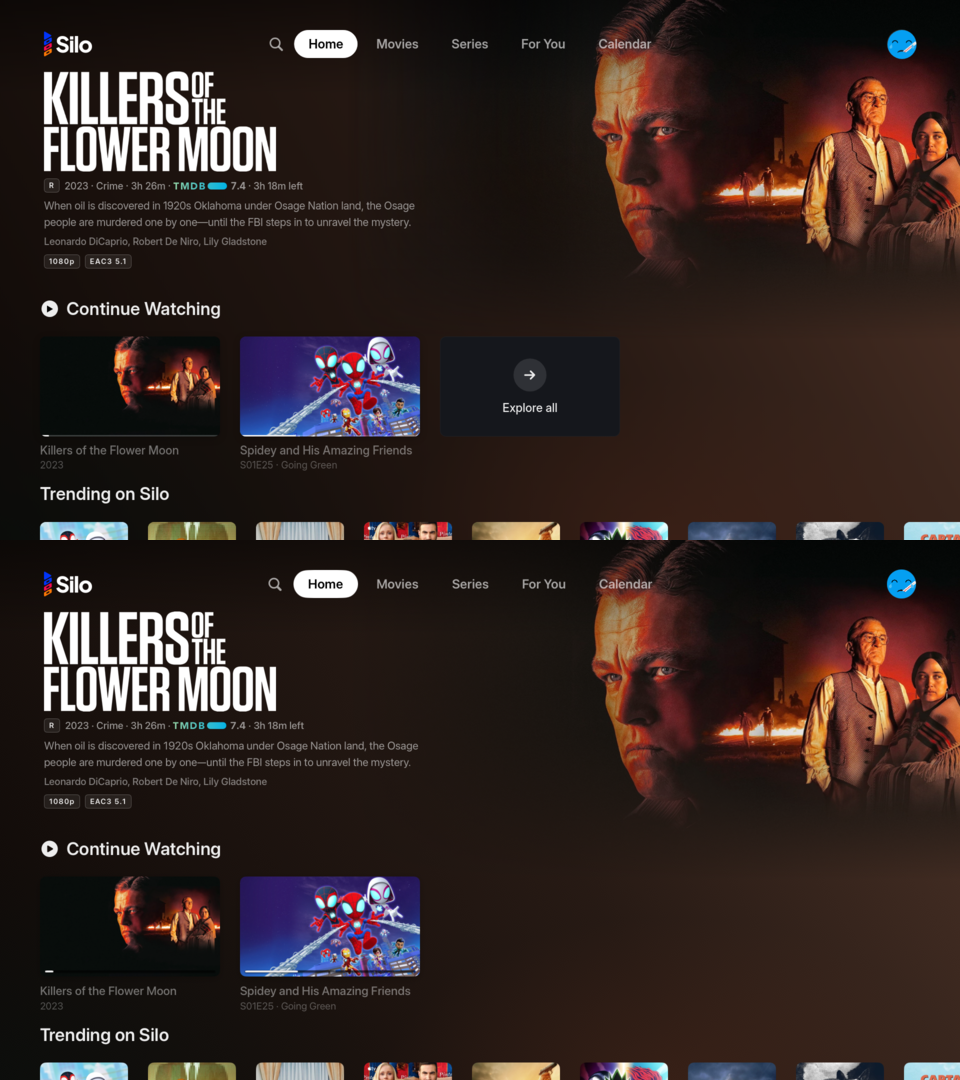 Silo
Home
Movies
Series
For You
Calendar
KILLERS OF THE
FLOWER MOON
R 2023 · Crime · 3h 26m · TMDB 7.4 · 3h 18m left
When oil is discovered in 1920s Oklahoma under Osage Nation land, the Osage
people are murdered one by one—until the FBI steps in to unravel the mystery.
Leonardo DiCaprio, Robert De Niro, Lily Gladstone
1080p EAC3 5.1
Continue Watching
Explore all
Killers of the Flower Moon
2023
Spidey and His Amazing Friends
S01E25 · Going Green
Trending on Silo
Silo
Home
Movies
Series
For You
Calendar
KILLERS OF THE
FLOWER MOON
R 2023 · Crime · 3h 26m · TMDB 7.4 · 3h 18m left
When oil is discovered in 1920s Oklahoma under Osage Nation land, the Osage
people are murdered one by one—until the FBI steps in to unravel the mystery.
Leonardo DiCaprio, Robert De Niro, Lily Gladstone
1080p EAC3 5.1
Continue Watching
Killers of the Flower Moon
2023
Spidey and His Amazing Friends
S01E25 · Going Green
Trending on Silo